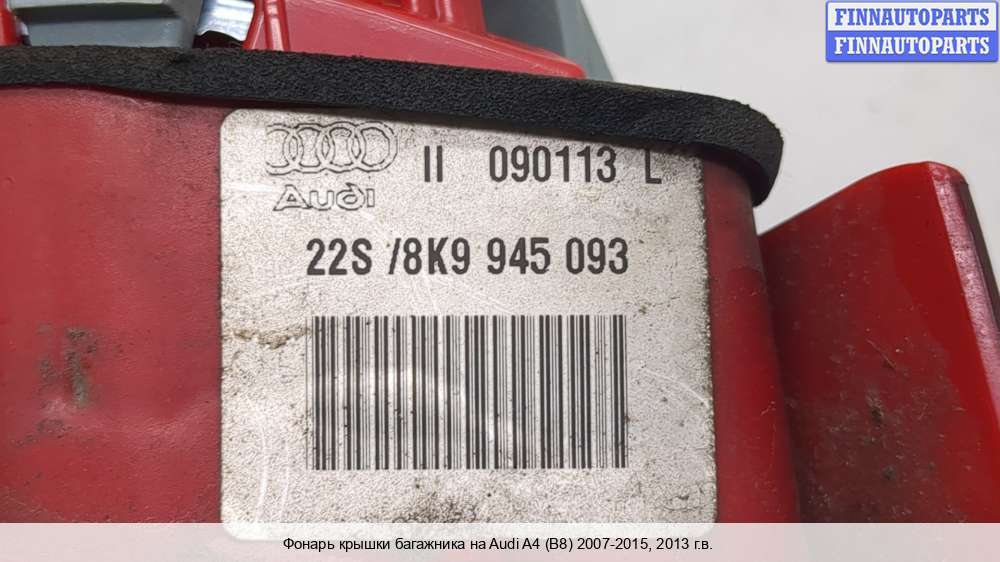 FINNAUTOPARTS
FINNAUTOPARTS
Audi II 090113 L
22S /8K9 945 093
Фонарь крышки багажника на Audi A4 (B8) 2007-2015, 2013 г.в.